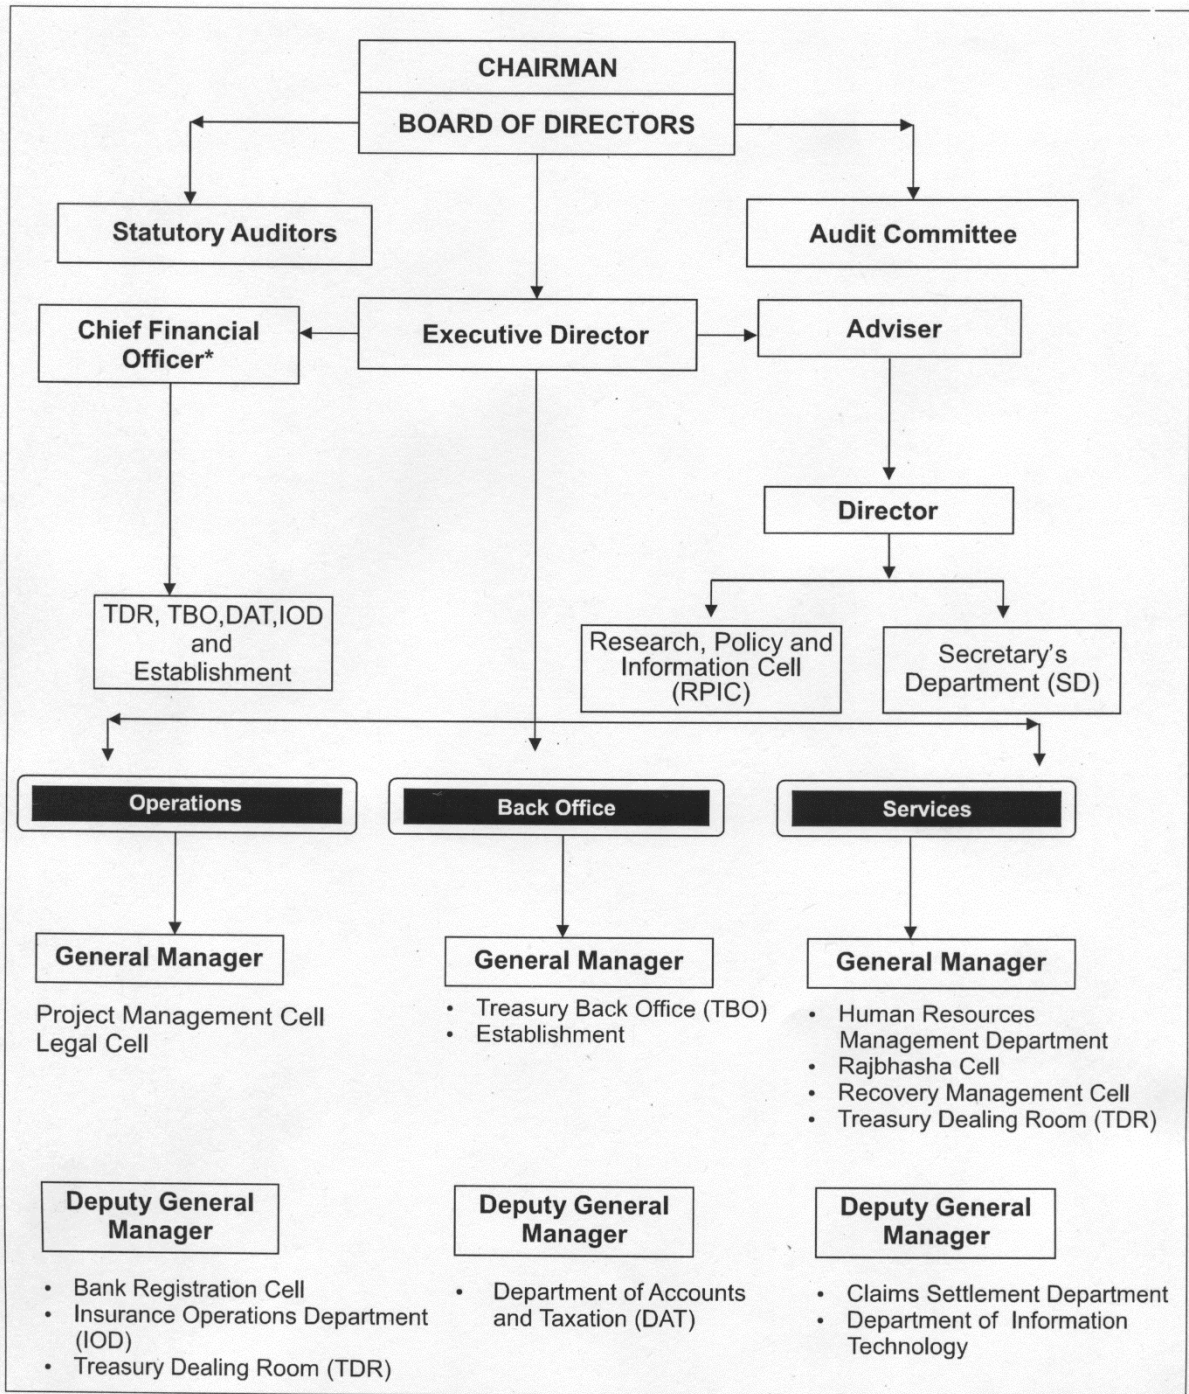 CHAIRMAN
BOARD OF DIRECTORS
Statutory Auditors
Audit Committee
Chief Financial
Officer*
Executive Director
Adviser
Director
TDR, TBO,DAT,IOD
and
Establishment
Research, Policy and
Information Cell
(RPIC)
Secretary's
Department (SD)
Operations
Back Office
Services
General Manager
Project Management Cell
Legal Cell
General Manager
• Treasury Back Office (TBO)
• Establishment
General Manager
• Human Resources
Management Department
• Rajbhasha Cell
• Recovery Management Cell
• Treasury Dealing Room (TDR)
Deputy General
Manager
• Bank Registration Cell
• Insurance Operations Department
(IOD)
• Treasury Dealing Room (TDR)
Deputy General
Manager
• Department of Accounts
and Taxation (DAT)
Deputy General
Manager
• Claims Settlement Department
• Department of Information
Technology